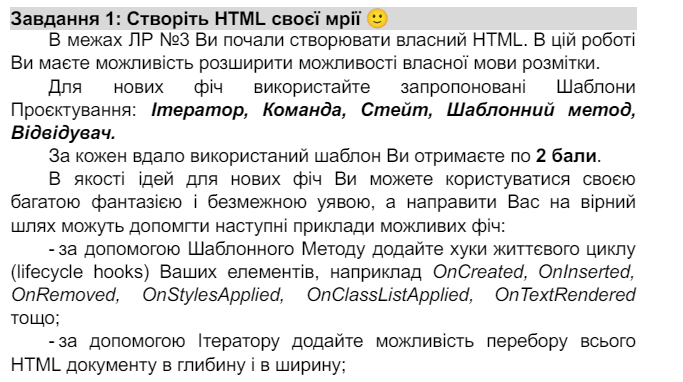 Завдання 1: Створіть HTML своєї мрії 🙂
В межах ЛР №3 Ви почали створювати власний HTML. В цій роботі
Ви маєте можливість розширити можливості власної мови розмітки.
Для нових фіч використайте запропоновані Шаблони
Проєктування: Ітератор, Команда, Стейт, Шаблонний метод,
Відвідувач.
За кожен вдало використаний шаблон Ви отримаєте по 2 бали.
В якості ідей для нових фіч Ви можете користуватися своєю
багатою фантазією і безмежною уявою, а направити Вас на вірний
шлях можуть допомгти наступні приклади можливих фіч:
- за допомогою Шаблонного Методу додайте хуки життєвого циклу
(lifecycle hooks) Ваших елементів, наприклад OnCreated, OnInserted,
OnRemoved, OnStylesApplied, OnClassListApplied, OnTextRendered
тощо;
- за допомогою Ітератору додайте можливість перебору всього
HTML документу в глибину і в ширину;